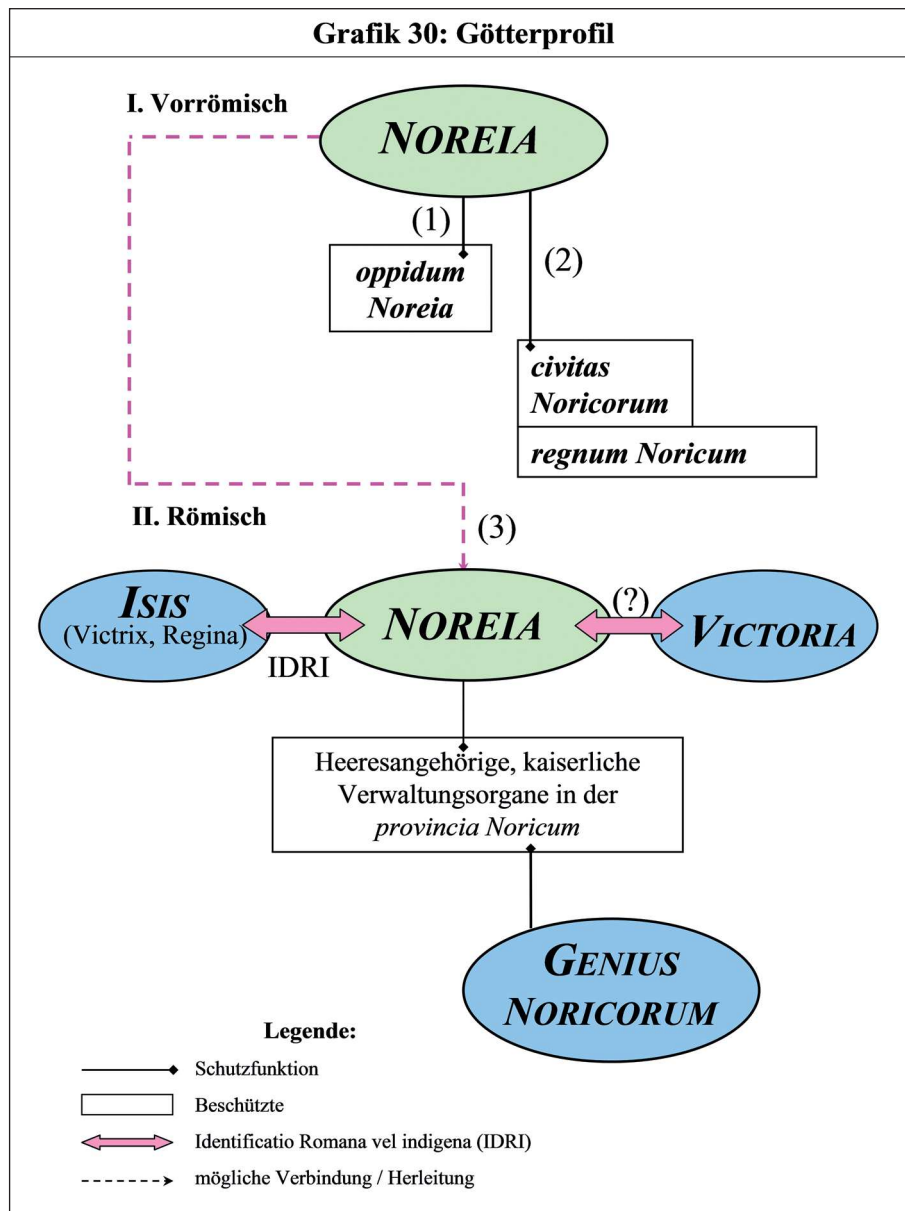 Grafik 30: Götterprofil
I. Vorrömisch
NOREIA
(1)
(2)
oppidum
Noreia
civitas
Noricorum
regnum Noricum
II. Römisch
(3)
ISIS
(Victrix, Regina)
IDRI
NOREIA
(?)
VICTORIA
Heeresangehörige, kaiserliche
Verwaltungsorgane in der
provincia Noricum
GENIUS
NORICORUM
Legende:
Schutzfunktion
Beschützte
Identificatio Romana vel indigena (IDRI)
mögliche Verbindung / Herleitung